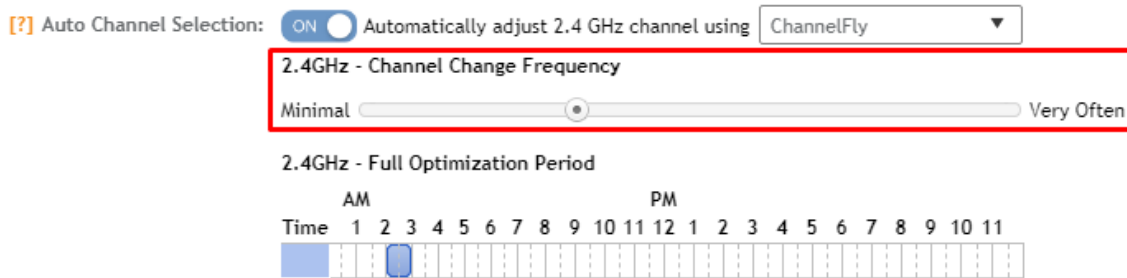 [?] Auto Channel Selection: ON Automatically adjust 2.4 GHz channel using ChannelFly
2.4GHz - Channel Change Frequency
Minimal Very Often
2.4GHz - Full Optimization Period
AM PM
Time 1 2 3 4 5 6 7 8 9 10 11 12 1 2 3 4 5 6 7 8 9 10 11